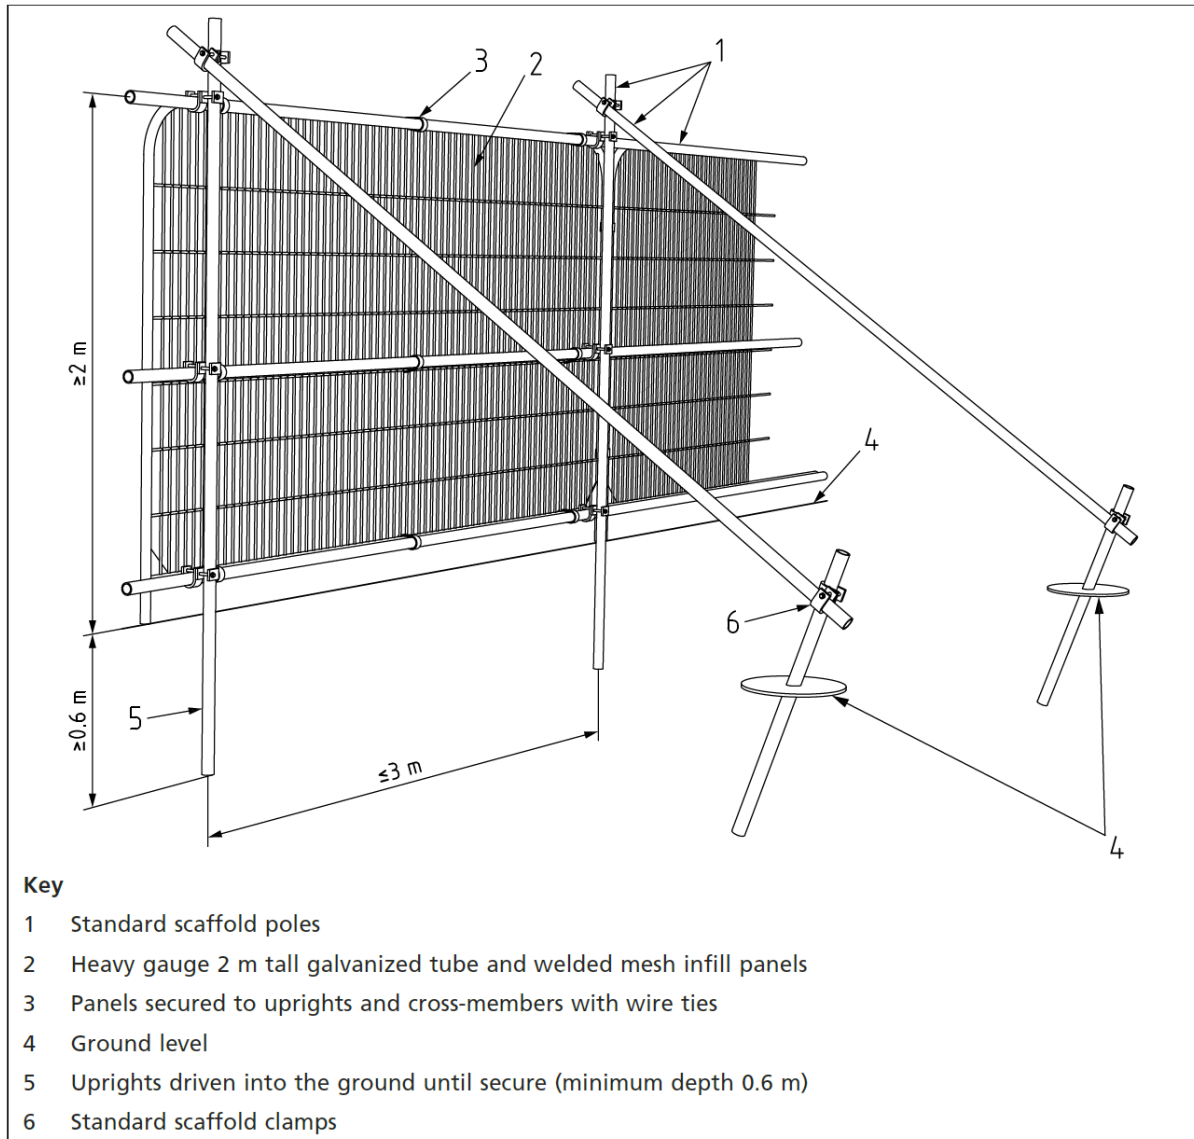 1
3
2
≥2 m
4
6
≥0.6 m
5
≤3 m
4
Key
1 Standard scaffold poles
2 Heavy gauge 2 m tall galvanized tube and welded mesh infill panels
3 Panels secured to uprights and cross-members with wire ties
4 Ground level
5 Uprights driven into the ground until secure (minimum depth 0.6 m)
6 Standard scaffold clamps